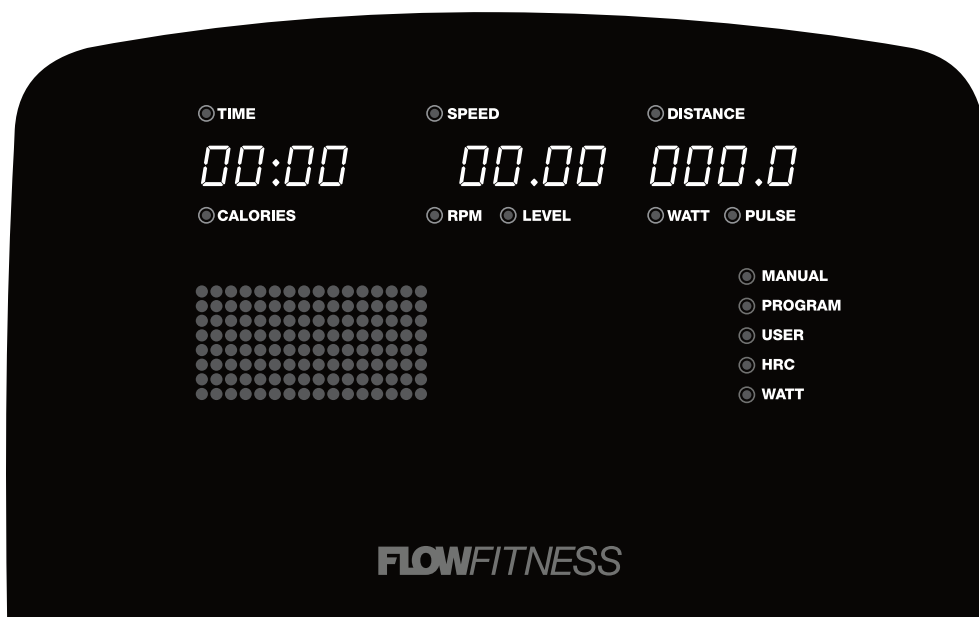 TIME SPEED DISTANCE
00:00 00.00 000.0
CALORIES RPM LEVEL WATT PULSE
MANUAL
PROGRAM
USER
HRC
WATT
FLOWFITNESS